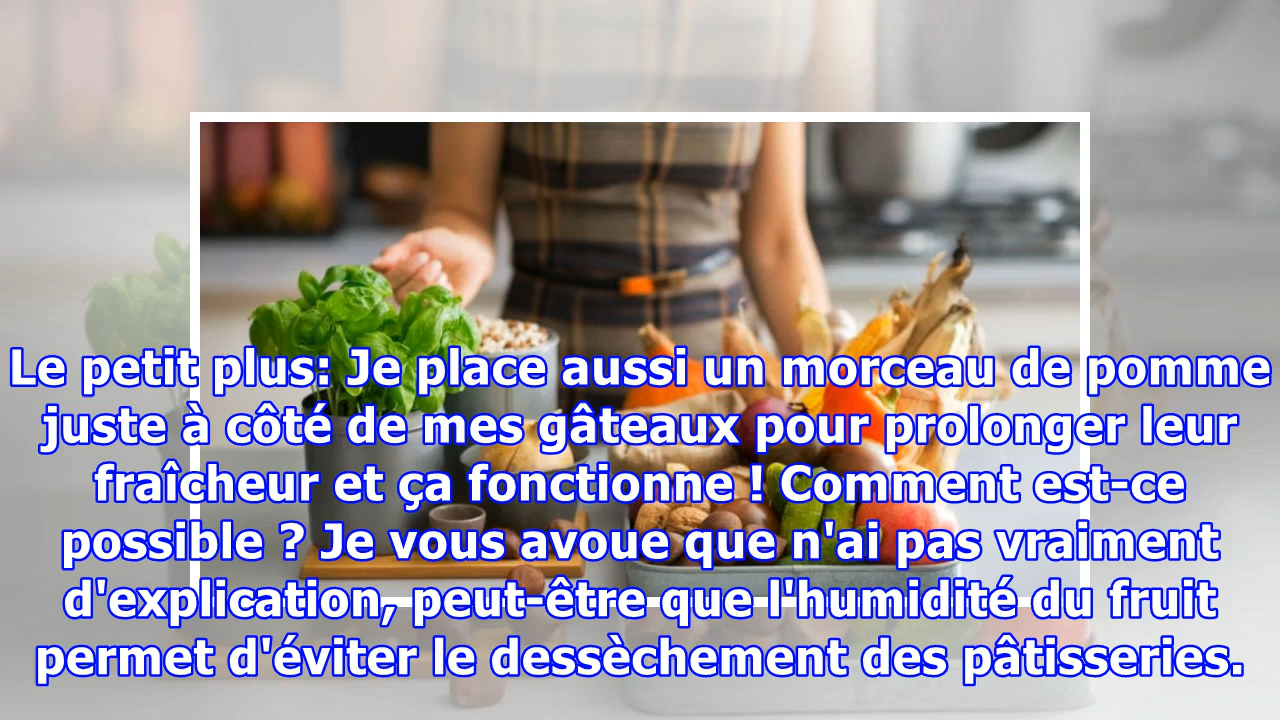 Le petit plus: Je place aussi un morceau de pomme
juste à côté de mes gâteaux pour prolonger leur
fraîcheur et ça fonctionne ! Comment est-ce
possible ? Je vous avoue que n'ai pas vraiment
d'explication, peut-être que l'humidité du fruit
permet d'éviter le dessèchement des pâtisseries.